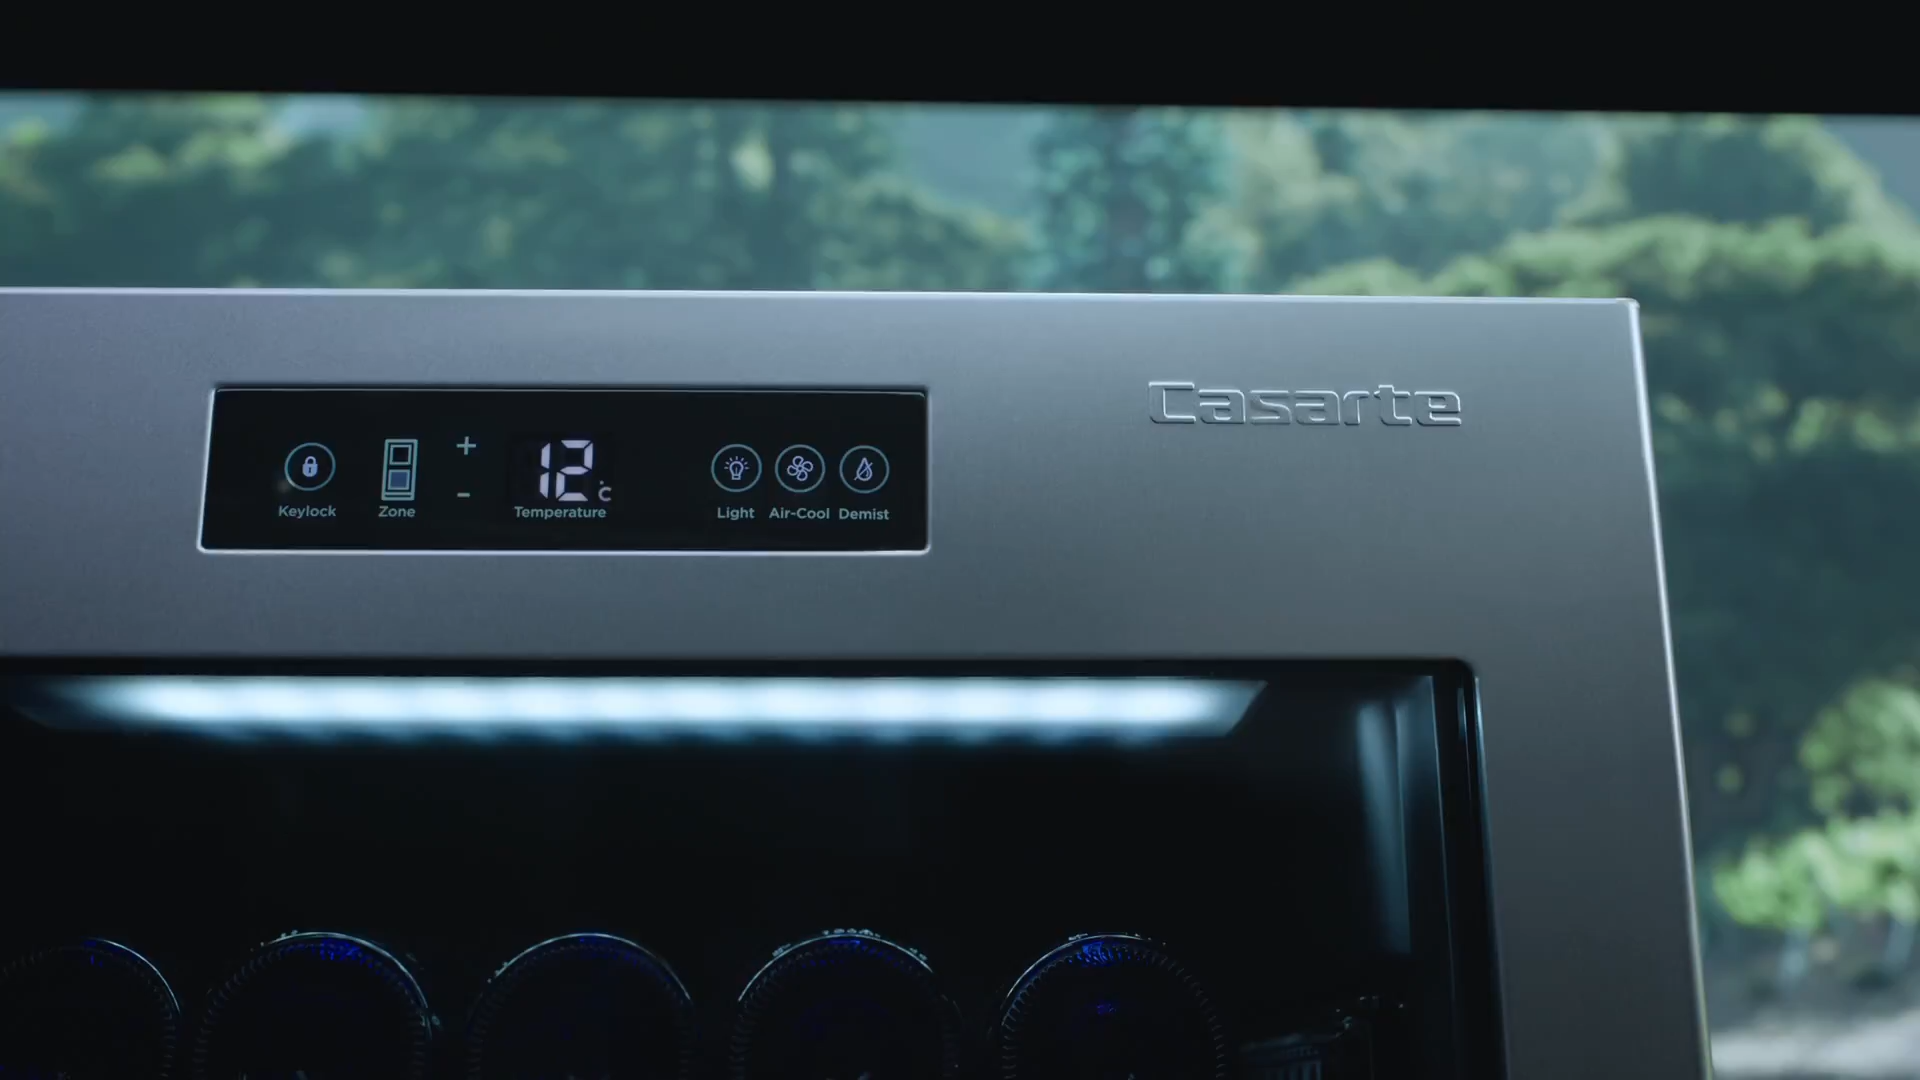 Casarte
12 °C
+
-
Keylock
Zone
Temperature
Light
Air-Cool
Demist